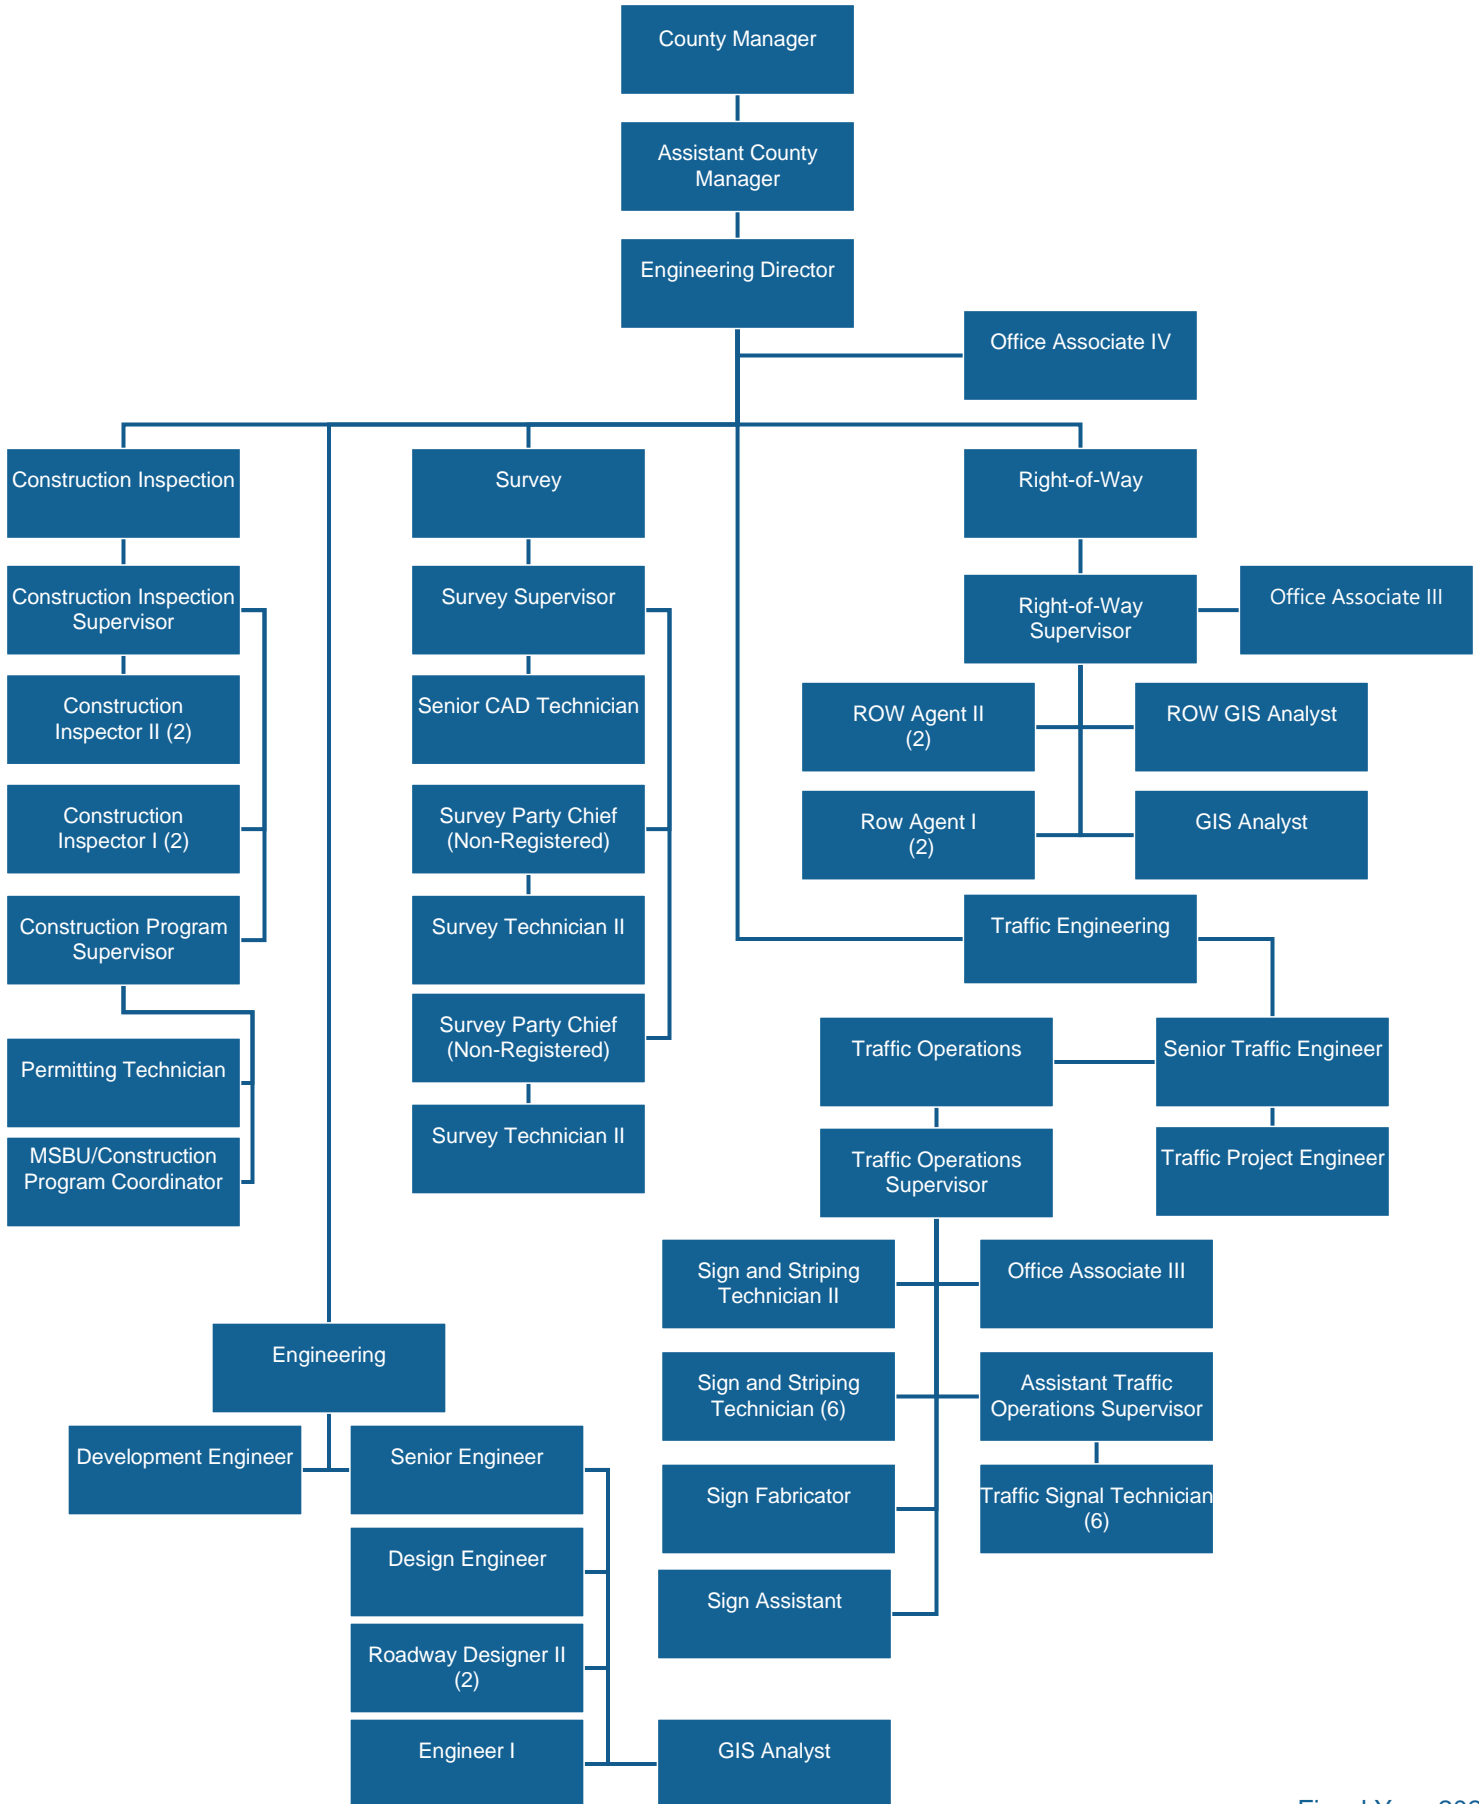 County Manager
Assistant County
Manager
Engineering Director
Office Associate IV
Construction Inspection
Survey
Right-of-Way
Construction Inspection
Supervisor
Survey Supervisor
Right-of-Way
Supervisor
Office Associate III
Construction
Inspector II (2)
Senior CAD Technician
ROW Agent II
(2)
ROW GIS Analyst
Construction
Inspector I (2)
Survey Party Chief
(Non-Registered)
Row Agent I
(2)
GIS Analyst
Construction Program
Supervisor
Survey Technician II
Traffic Engineering
Permitting Technician
Survey Party Chief
(Non-Registered)
Traffic Operations
Senior Traffic Engineer
MSBU/Construction
Program Coordinator
Survey Technician II
Traffic Operations
Supervisor
Traffic Project Engineer
Sign and Striping
Technician II
Office Associate III
Engineering
Sign and Striping
Technician (6)
Assistant Traffic
Operations Supervisor
Development Engineer
Senior Engineer
Sign Fabricator
Traffic Signal Technician
(6)
Design Engineer
Sign Assistant
Roadway Designer II
(2)
Engineer I
GIS Analyst